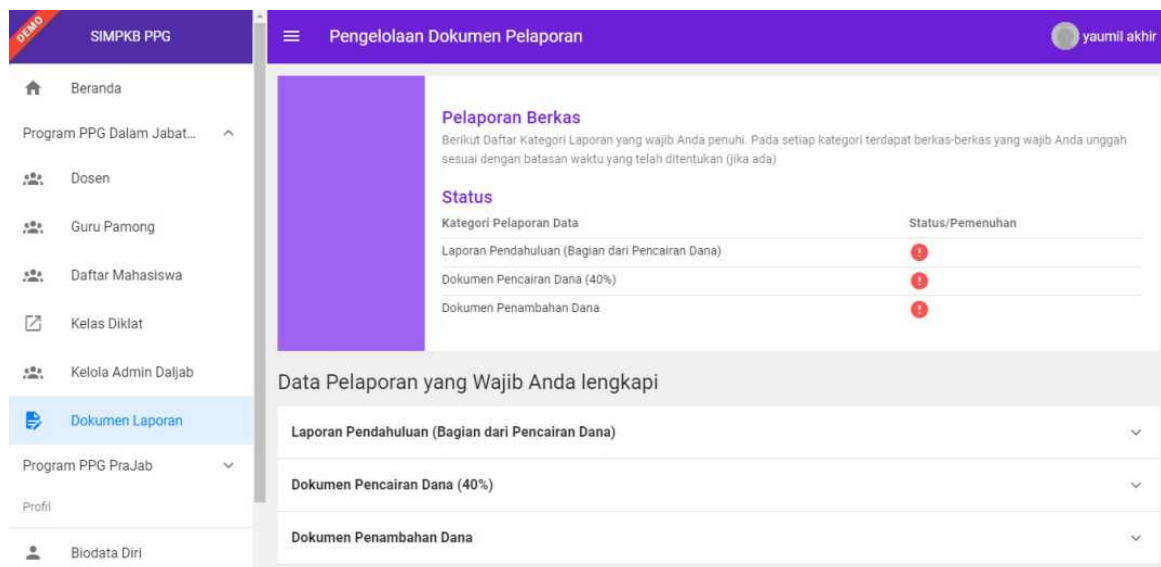 DEMO
SIMPKB PPG
Beranda
Program PPG Dalam Jabat...
Dosen
Guru Pamong
Daftar Mahasiswa
Kelas Diklat
Kelola Admin Daljab
Dokumen Laporan
Program PPG PraJab
Profil
Biodata Diri
Pengelolaan Dokumen Pelaporan
yaumil akhir
Pelaporan Berkas
Berikut Daftar Kategori Laporan yang wajib Anda penuhi. Pada setiap kategori terdapat berkas-berkas yang wajib Anda unggah
sesuai dengan batasan waktu yang telah ditentukan (jika ada)
Status
Kategori Pelaporan Data Status/Pemenuhan
Laporan Pendahuluan (Bagian dari Pencairan Dana)
Dokumen Pencairan Dana (40%)
Dokumen Penambahan Dana
Data Pelaporan yang Wajib Anda lengkapi
Laporan Pendahuluan (Bagian dari Pencairan Dana)
Dokumen Pencairan Dana (40%)
Dokumen Penambahan Dana